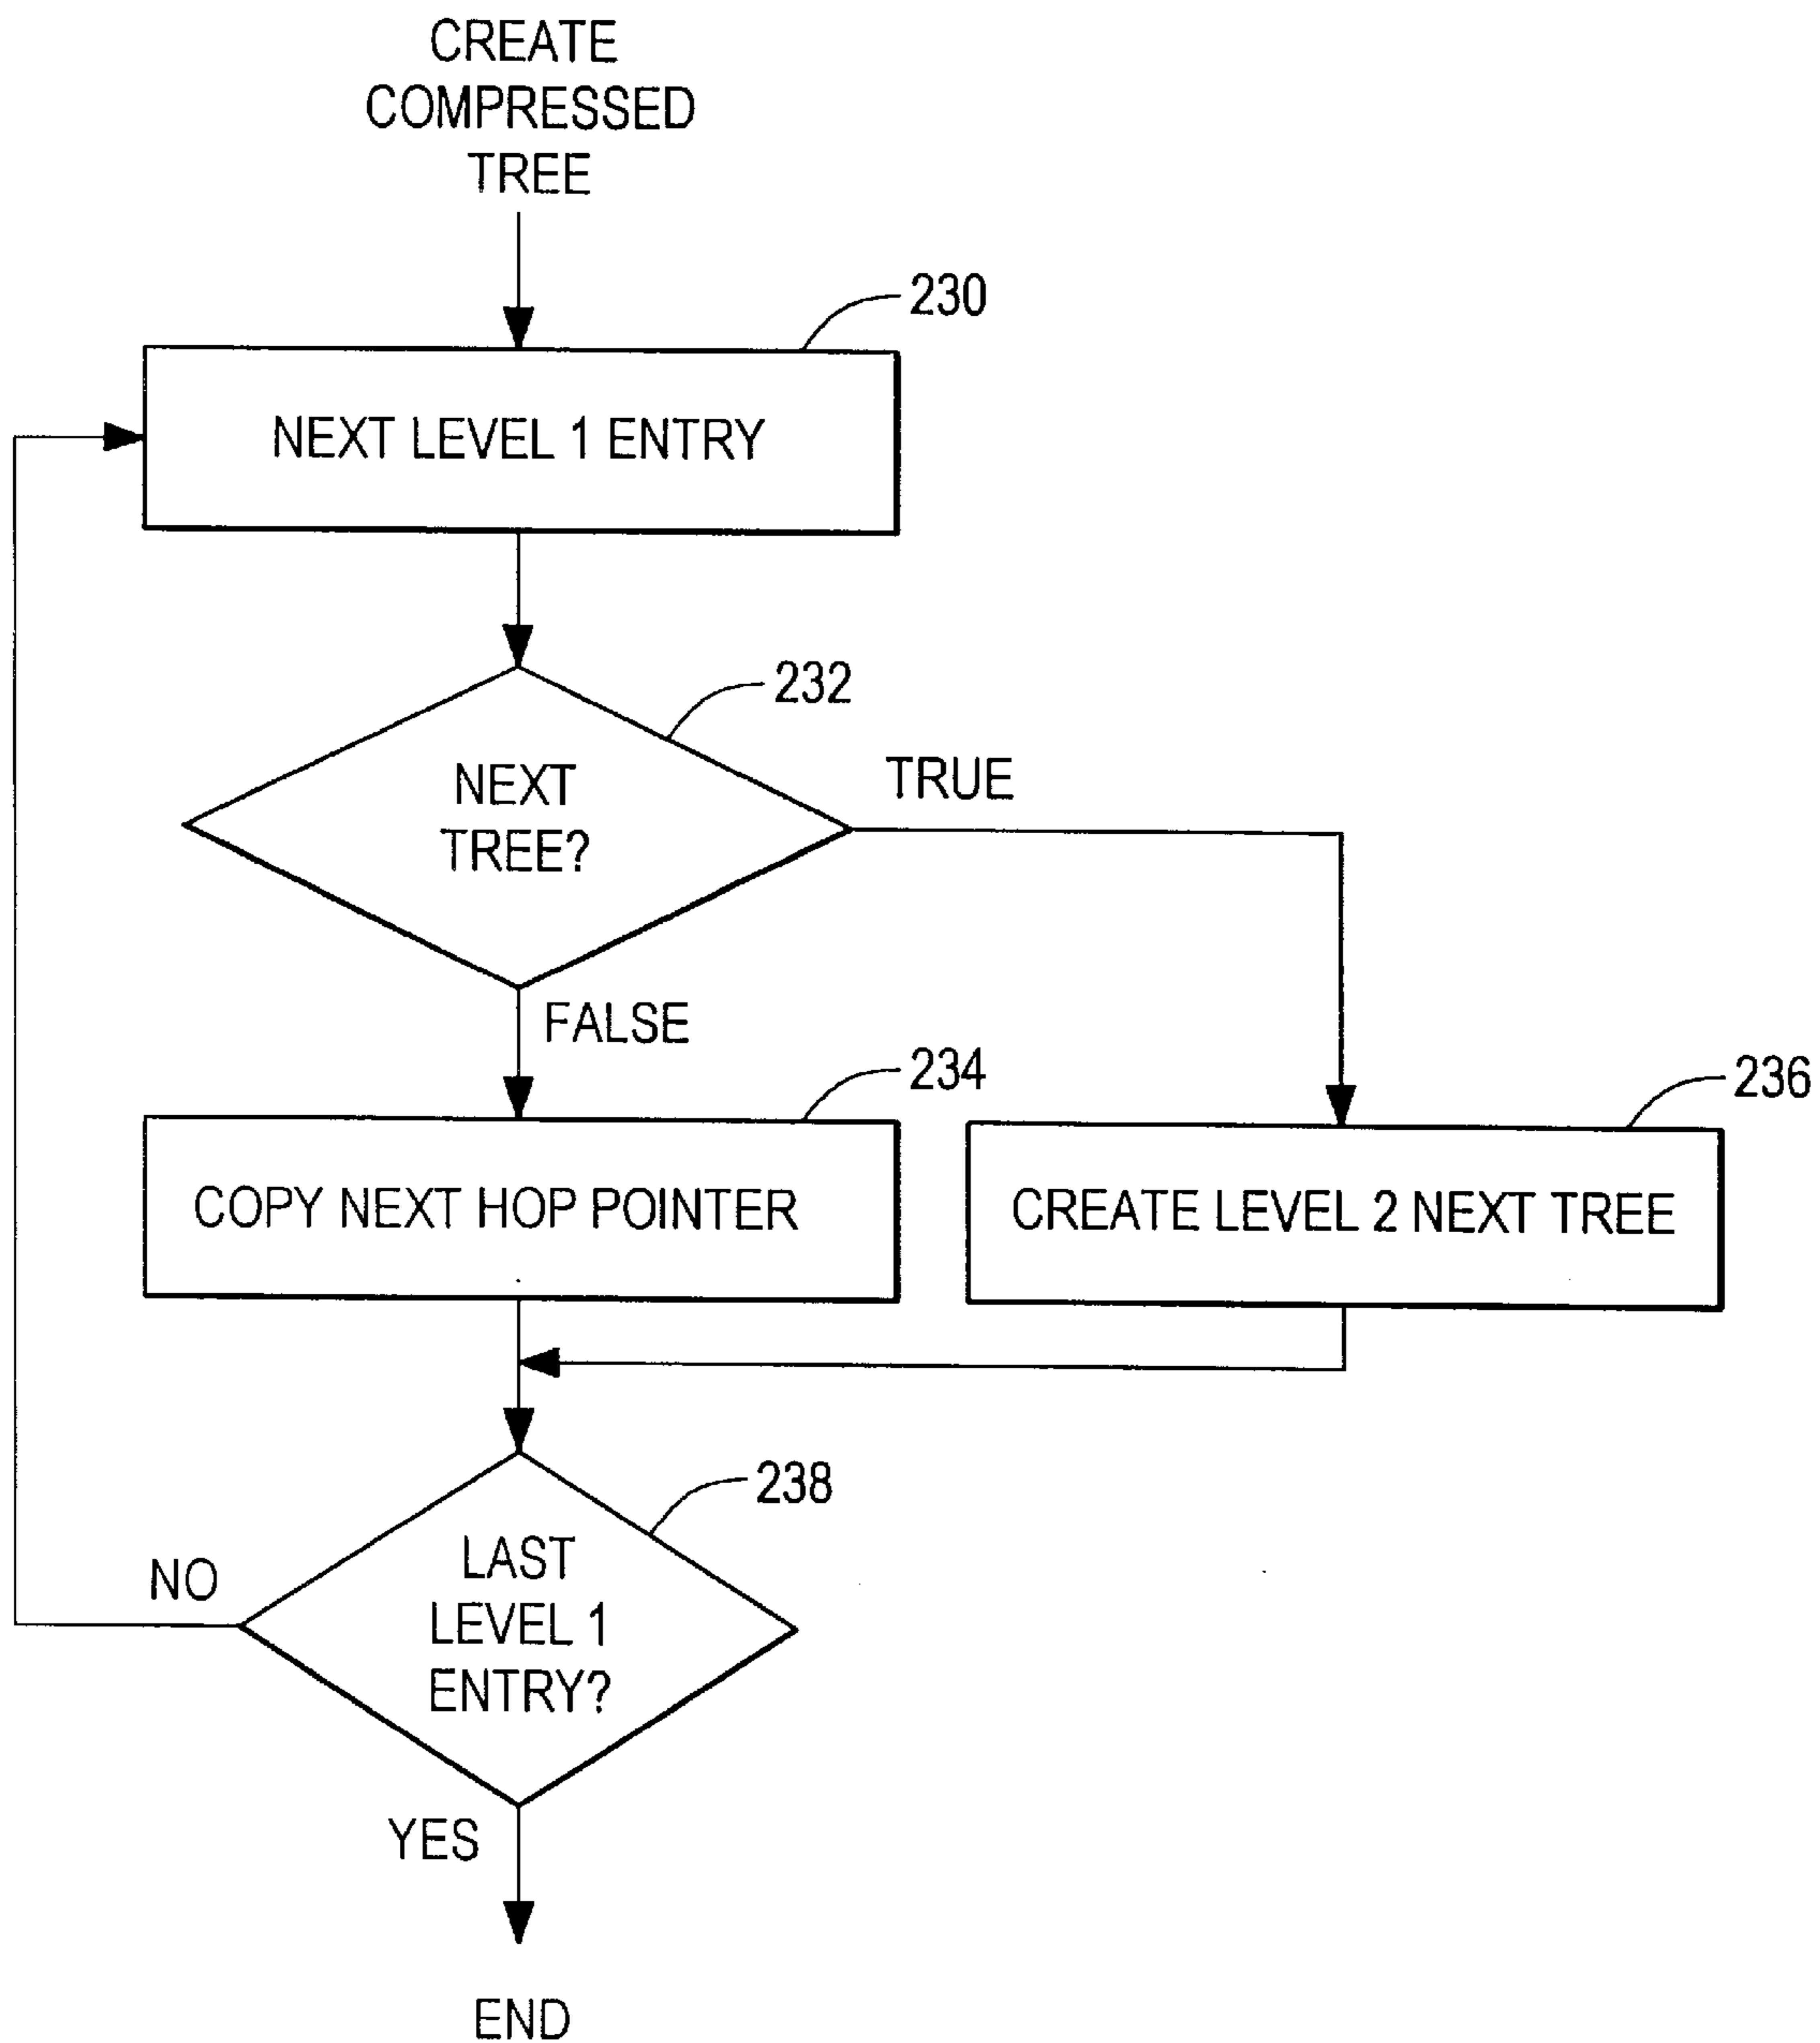 CREATE
COMPRESSED
TREE
230
NEXT LEVEL 1 ENTRY
232
NEXT
TREE?
TRUE
FALSE
234
COPY NEXT HOP POINTER
236
CREATE LEVEL 2 NEXT TREE
238
LAST
LEVEL 1
ENTRY?
NO
YES
END